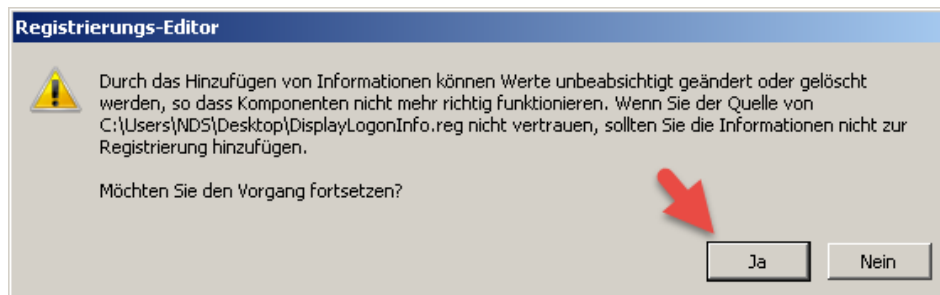 Registrierungs-Editor
Durch das Hinzufügen von Informationen können Werte unbeabsichtigt geändert oder gelöscht
werden, so dass Komponenten nicht mehr richtig funktionieren. Wenn Sie der Quelle von
C:\Users\NDS\Desktop\DisplayLogonInfo.reg nicht vertrauen, sollten Sie die Informationen nicht zur
Registrierung hinzufügen.
Möchten Sie den Vorgang fortsetzen?
Ja
Nein